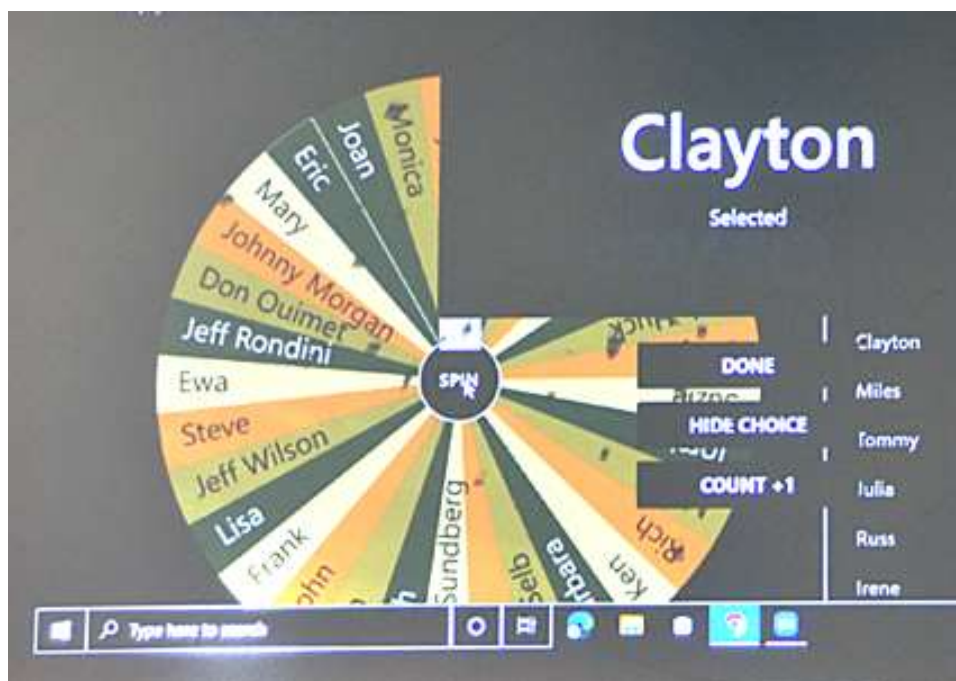 Clayton
Selected
Monica
Joan
Eric
Mary
Johnny Morgan
Don Ouimet
Jeff Rondini
Ewa
Steve
Jeff Wilson
Lisa
Frank
Sundberg
Selb
Rich
Ken
SPIN
DONE
HIDE CHOICE
COUNT +1
Clayton
Miles
Tommy
Julia
Russ
Irene
Type here to search